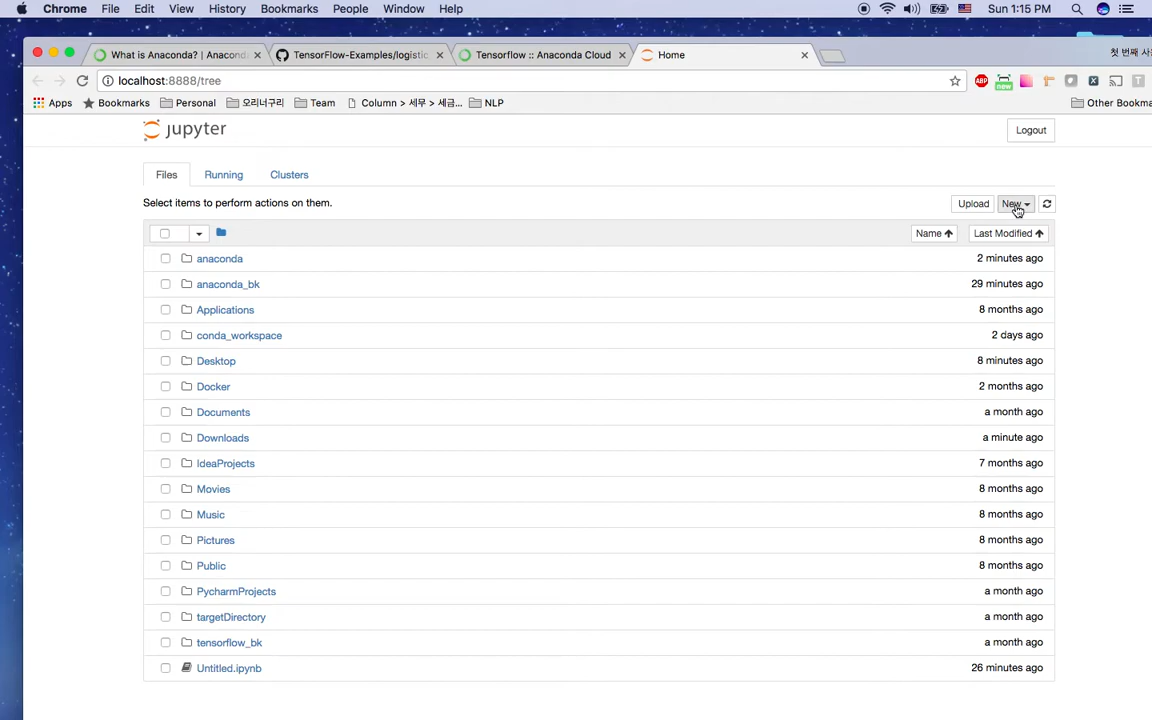 Chrome File Edit View History Bookmarks People Window Help Sun 1:15 PM
What is Anaconda? | Anacond TensorFlow-Examples/logistic Tensorflow :: Anaconda Cloud Home
첫 번째 사
localhost:8888/tree
ABP new
Apps Bookmarks Personal 오리너구리 Team Column > 세무 > 세금... NLP Other Bookma
jupyter Logout
Files Running Clusters
Select items to perform actions on them. Upload New
Name Last Modified
anaconda 2 minutes ago
anaconda_bk 29 minutes ago
Applications 8 months ago
conda_workspace 2 days ago
Desktop 8 minutes ago
Docker 2 months ago
Documents a month ago
Downloads a minute ago
IdeaProjects 7 months ago
Movies 8 months ago
Music 8 months ago
Pictures 8 months ago
Public 8 months ago
PycharmProjects a month ago
targetDirectory a month ago
tensorflow_bk a month ago
Untitled.ipynb 26 minutes ago